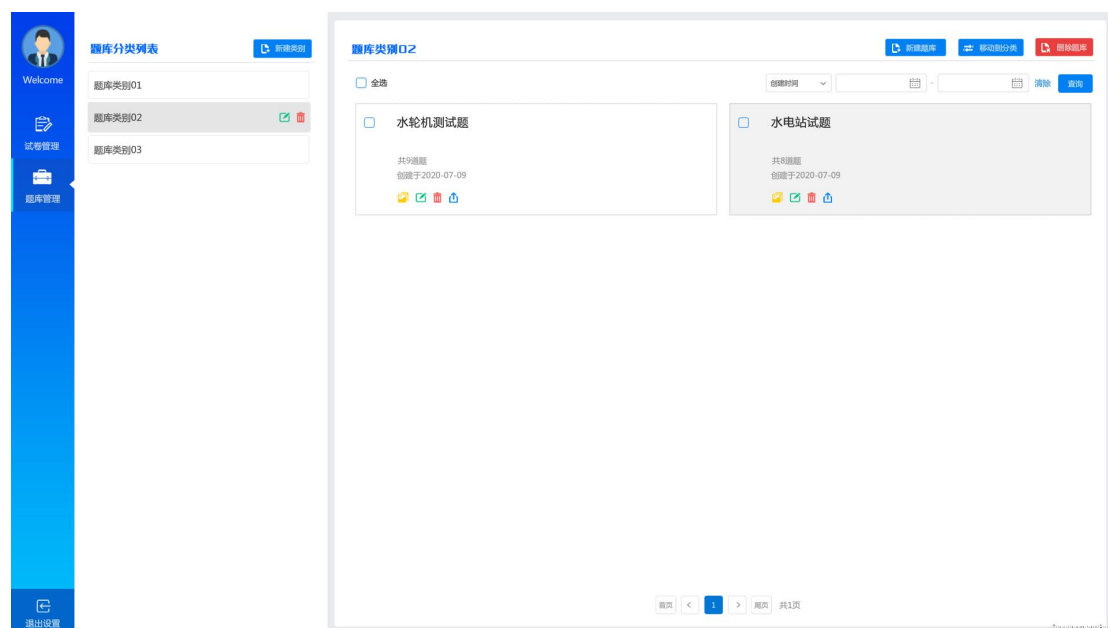 Welcome
试卷管理
题库管理
退出设置
题库分类列表
新建类别
题库类别01
题库类别02
题库类别03
题库类别02
新建题库
移动到分类
删除题库
全选
创建时间
-
清除
查询
水轮机测试题
共9道题
创建于2020-07-09
水电站试题
共8道题
创建于2020-07-09
首页
1
尾页
共1页